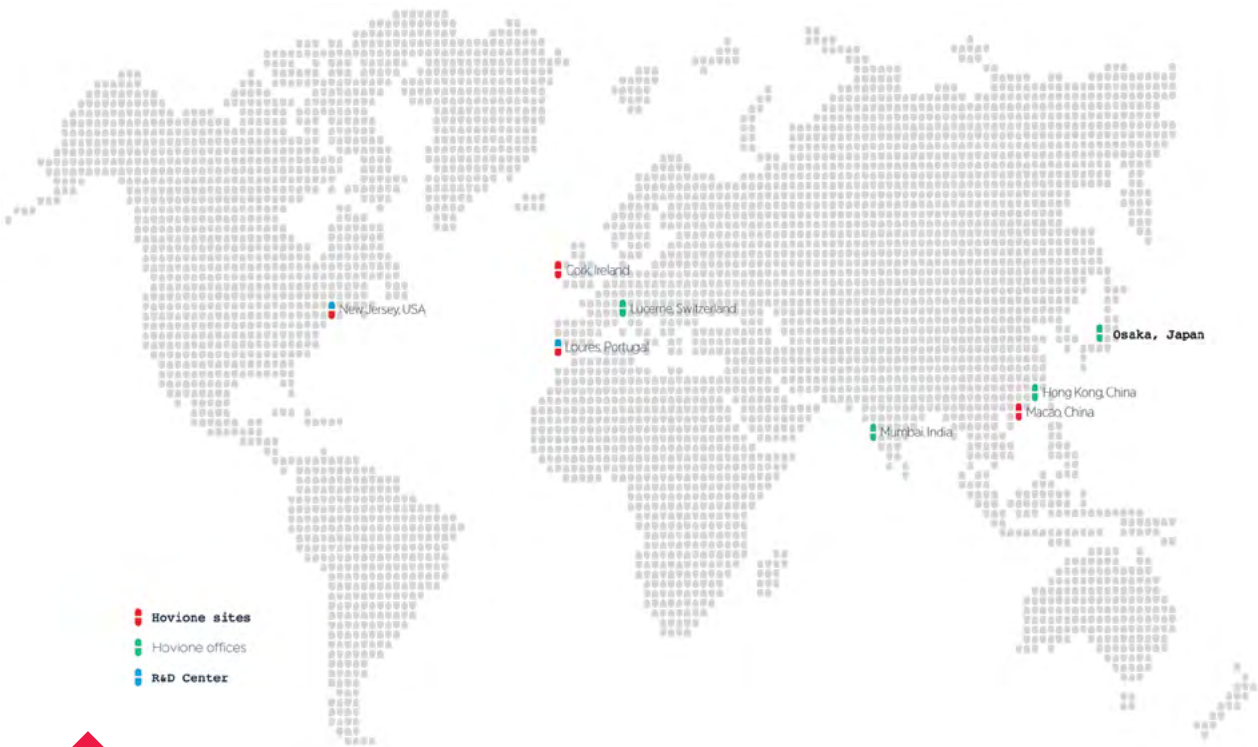 Cork, Ireland
New Jersey, USA
Lucerne, Switzerland
Osaka, Japan
Loures, Portugal
Hong Kong, China
Macao, China
Mumbai, India
Hovione sites
Hovione offices
R&D Center